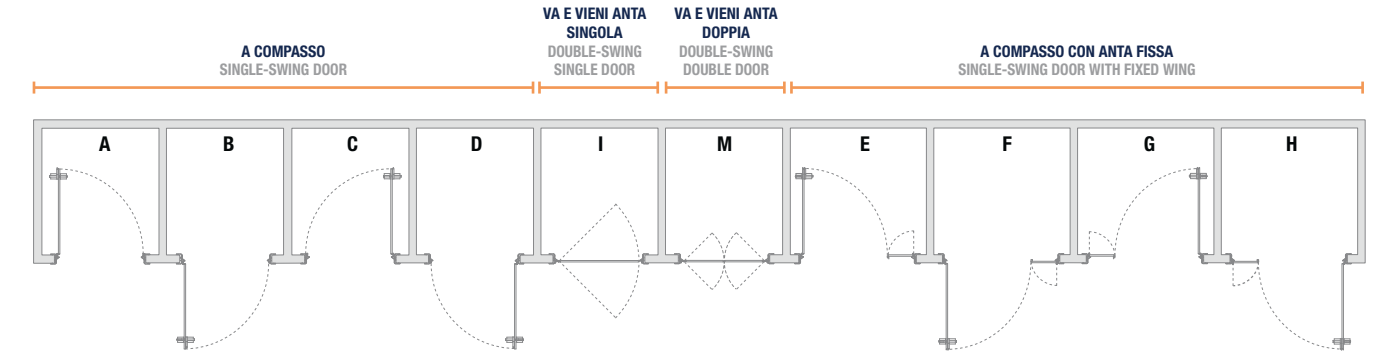 A COMPASSO
SINGLE-SWING DOOR
VA E VIENI ANTA
SINGOLA
DOUBLE-SWING
SINGLE DOOR
VA E VIENI ANTA
DOPPIA
DOUBLE-SWING
DOUBLE DOOR
A COMPASSO CON ANTA FISSA
SINGLE-SWING DOOR WITH FIXED WING
A B C D I M E F G H